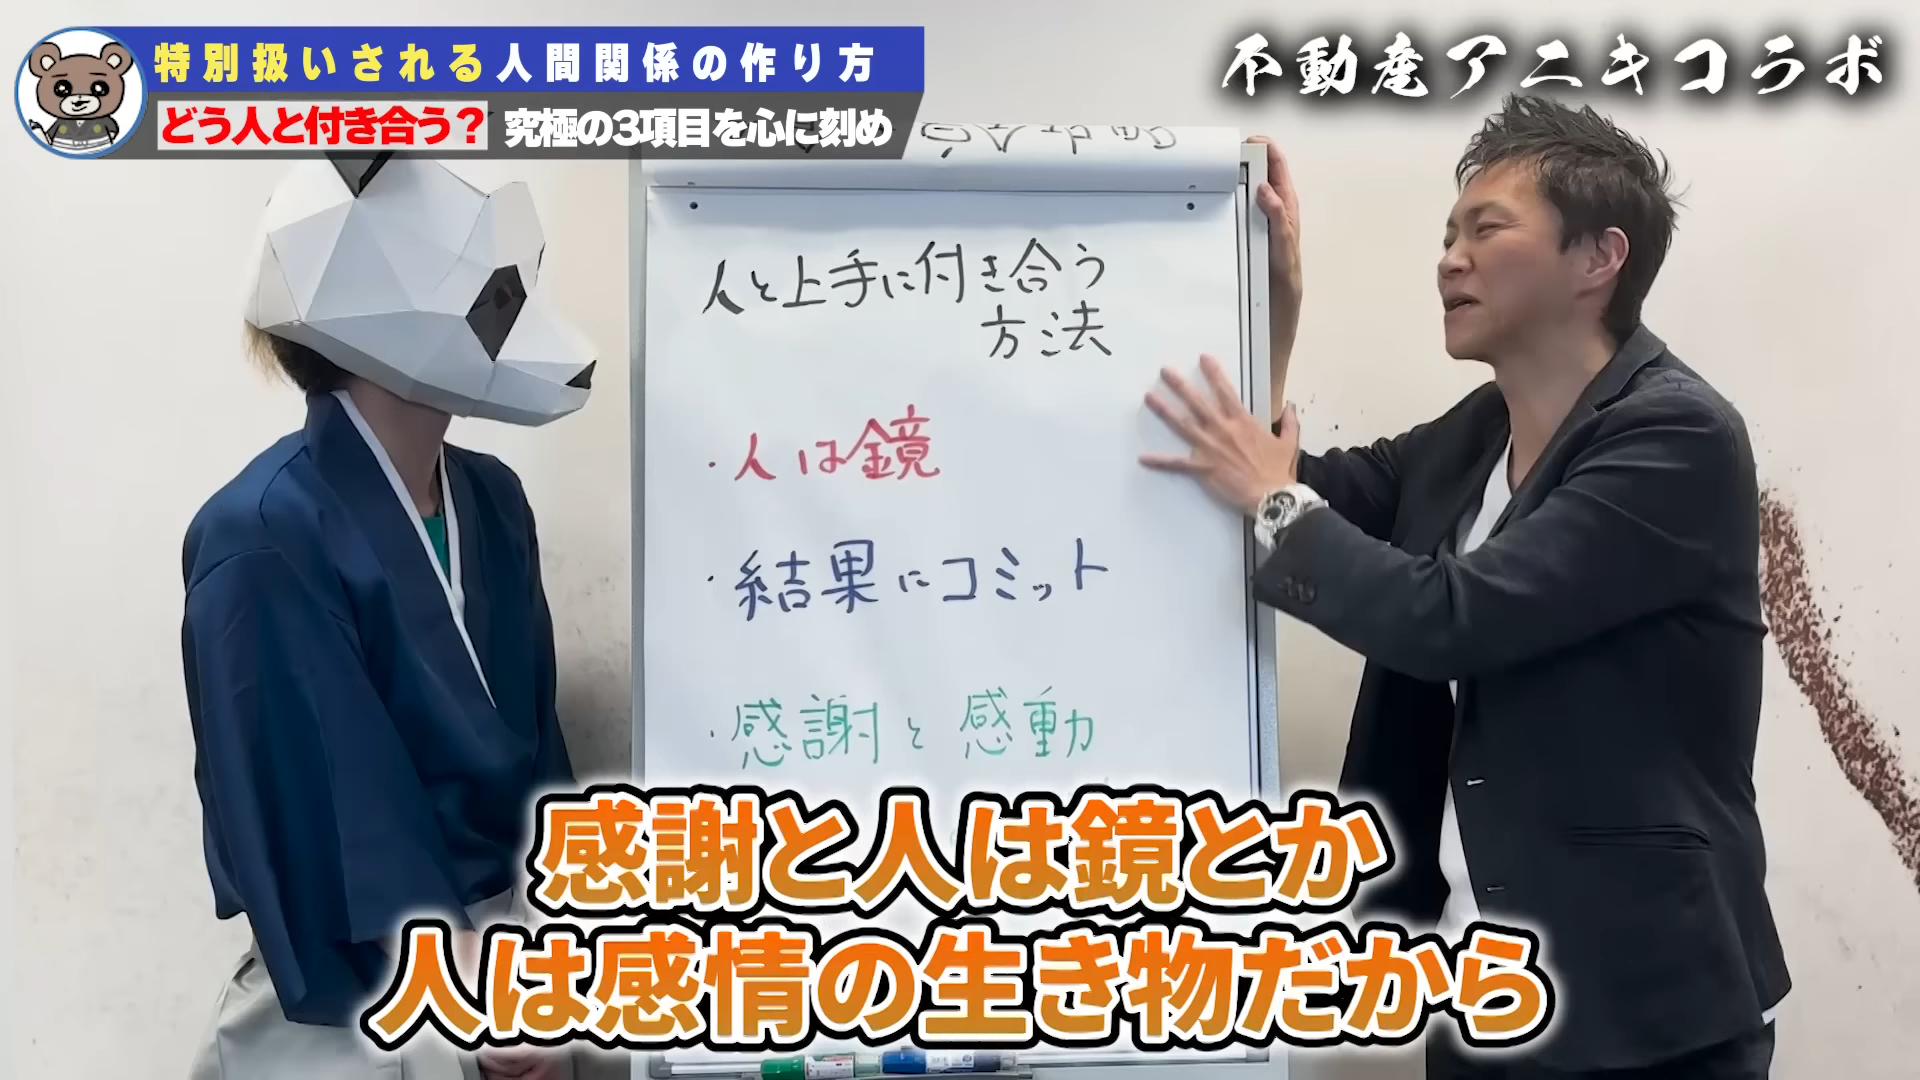 特別扱いされる人間関係の作り方
どう人と付き合う？ 究極の3項目を心に刻め
不動産アニキコラボ
人と上手に付き合う
方法
・人は鏡
・結果にコミット
・感謝と感動
感謝と人は鏡とか
人は感情の生き物だから